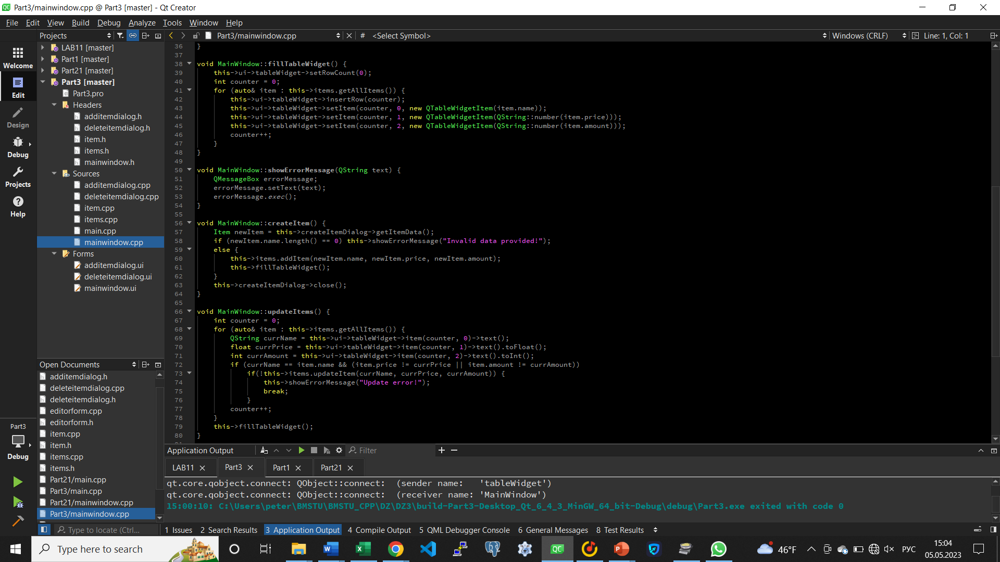 Part3/mainwindow.cpp @ Part3 [master] - Qt Creator
File Edit View Build Debug Analyze Tools Window Help
Projects
Part3/mainwindow.cpp
# <Select Symbol>
Windows (CRLF)
Line: 1, Col: 1
Welcome
Edit
Design
Debug
Projects
Help
LAB11 [master]
Part1 [master]
Part21 [master]
Part3 [master]
Part3.pro
Headers
additemdialog.h
deleteitemdialog.h
item.h
items.h
mainwindow.h
Sources
additemdialog.cpp
deleteitemdialog.cpp
item.cpp
items.cpp
main.cpp
mainwindow.cpp
Forms
additemdialog.ui
deleteitemdialog.ui
mainwindow.ui
36 }
37
38 void MainWindow::fillTableWidget() {
39 this->ui->tableWidget->setRowCount(0);
40 int counter = 0;
41 for (auto& item : this->items.getAllItems()) {
42 this->ui->tableWidget->insertRow(counter);
43 this->ui->tableWidget->setItem(counter, 0, new QTableWidgetItem(item.name));
44 this->ui->tableWidget->setItem(counter, 1, new QTableWidgetItem(QString::number(item.price)));
45 this->ui->tableWidget->setItem(counter, 2, new QTableWidgetItem(QString::number(item.amount)));
46 counter++;
47 }
48 }
49
50 void MainWindow::showErrorMessage(QString text) {
51 QMessageBox errorMessage;
52 errorMessage.setText(text);
53 errorMessage.exec();
54 }
55
56 void MainWindow::createItem() {
57 Item newItem = this->createItemDialog->getItemData();
58 if (newItem.name.length() == 0) this->showErrorMessage("Invalid data provided!");
59 else {
60 this->items.addItem(newItem.name, newItem.price, newItem.amount);
61 this->fillTableWidget();
62 }
63 this->createItemDialog->close();
64 }
65
66 void MainWindow::updateItems() {
67 int counter = 0;
68 for (auto& item : this->items.getAllItems()) {
69 QString currName = this->ui->tableWidget->item(counter, 0)->text();
70 float currPrice = this->ui->tableWidget->item(counter, 1)->text().toFloat();
71 int currAmount = this->ui->tableWidget->item(counter, 2)->text().toInt();
72 if (currName == item.name && (item.price != currPrice || item.amount != currAmount))
73 if(!this->items.updateItem(currName, currPrice, currAmount)) {
74 this->showErrorMessage("Update error!");
75 break;
76 }
77 counter++;
78 }
79 this->fillTableWidget();
80 }
Open Documents
additemdialog.h
deleteitemdialog.cpp
deleteitemdialog.h
editorform.cpp
editorform.h
item.cpp
item.h
items.cpp
items.h
Part21/main.cpp
Part3/main.cpp
Part21/mainwindow.cpp
Part3/mainwindow.cpp
Part3
Debug
Application Output
Filter
LAB11 Part3 Part1 Part21
qt.core.qobject.connect: QObject::connect: (sender name: 'tableWidget')
qt.core.qobject.connect: QObject::connect: (receiver name: 'MainWindow')
15:00:10: C:\Users\peter\BMSTU\BMSTU_CPP\DZ\DZ3\build-Part3-Desktop_Qt_6_4_3_MinGW_64_bit-Debug\debug\Part3.exe exited with code 0
Type to locate (Ctrl...
1 Issues 2 Search Results 3 Application Output 4 Compile Output 5 QML Debugger Console 6 General Messages 8 Test Results
Type here to search
46°F
РУС
15:04
05.05.2023